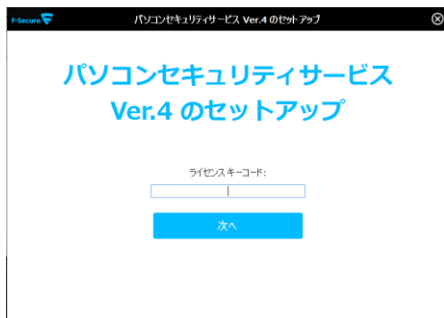 F-Secure
パソコンセキュリティサービス Ver.4 のセットアップ
パソコンセキュリティサービス
Ver.4 のセットアップ
ライセンス キーコード:
次へ